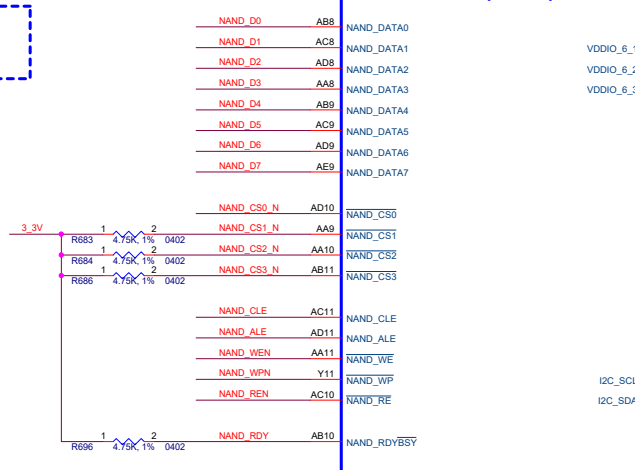 NAND_D0 AB8 NAND_DATA0
NAND_D1 AC8 NAND_DATA1 VDDIO_6_1
NAND_D2 AD8 NAND_DATA2 VDDIO_6_2
NAND_D3 AA8 NAND_DATA3 VDDIO_6_3
NAND_D4 AB9 NAND_DATA4
NAND_D5 AC9 NAND_DATA5
NAND_D6 AD9 NAND_DATA6
NAND_D7 AE9 NAND_DATA7
NAND_CS0_N AD10 NAND_CS0
3_3V 1 2 NAND_CS1_N AA9 NAND_CS1
R683 4.75K, 1% 0402
1 2 NAND_CS2_N AA10 NAND_CS2
R684 4.75K, 1% 0402
1 2 NAND_CS3_N AB11 NAND_CS3
R686 4.75K, 1% 0402
NAND_CLE AC11 NAND_CLE
NAND_ALE AD11 NAND_ALE
NAND_WEN AA11 NAND_WE
NAND_WPN Y11 NAND_WP I2C_SCL
NAND_REN AC10 NAND_RE I2C_SDA
1 2 NAND_RDY AB10 NAND_RDYBSY
R696 4.75K, 1% 0402